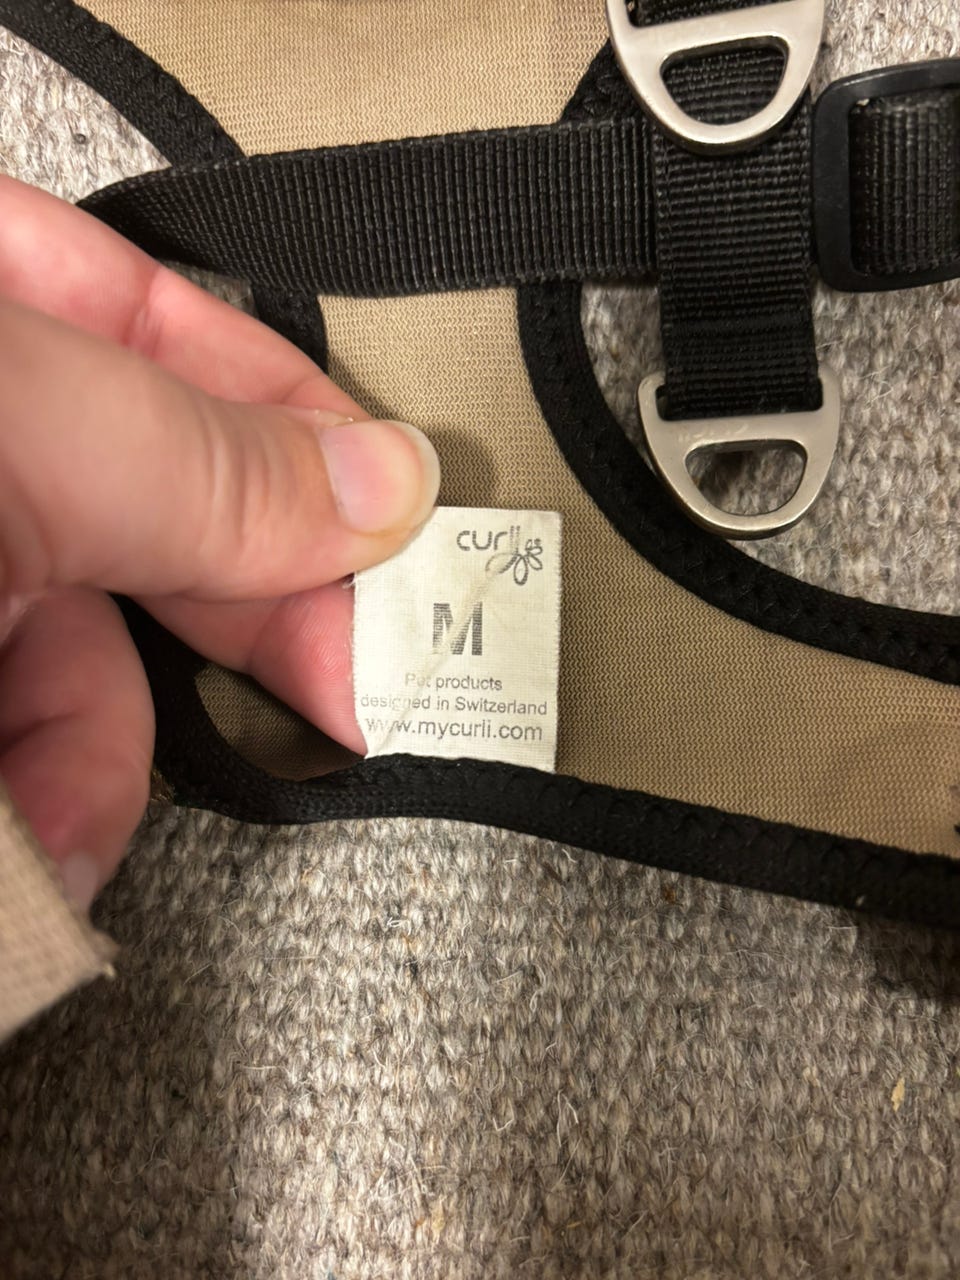 curli
M
Pet products
designed in Switzerland
www.mycurli.com